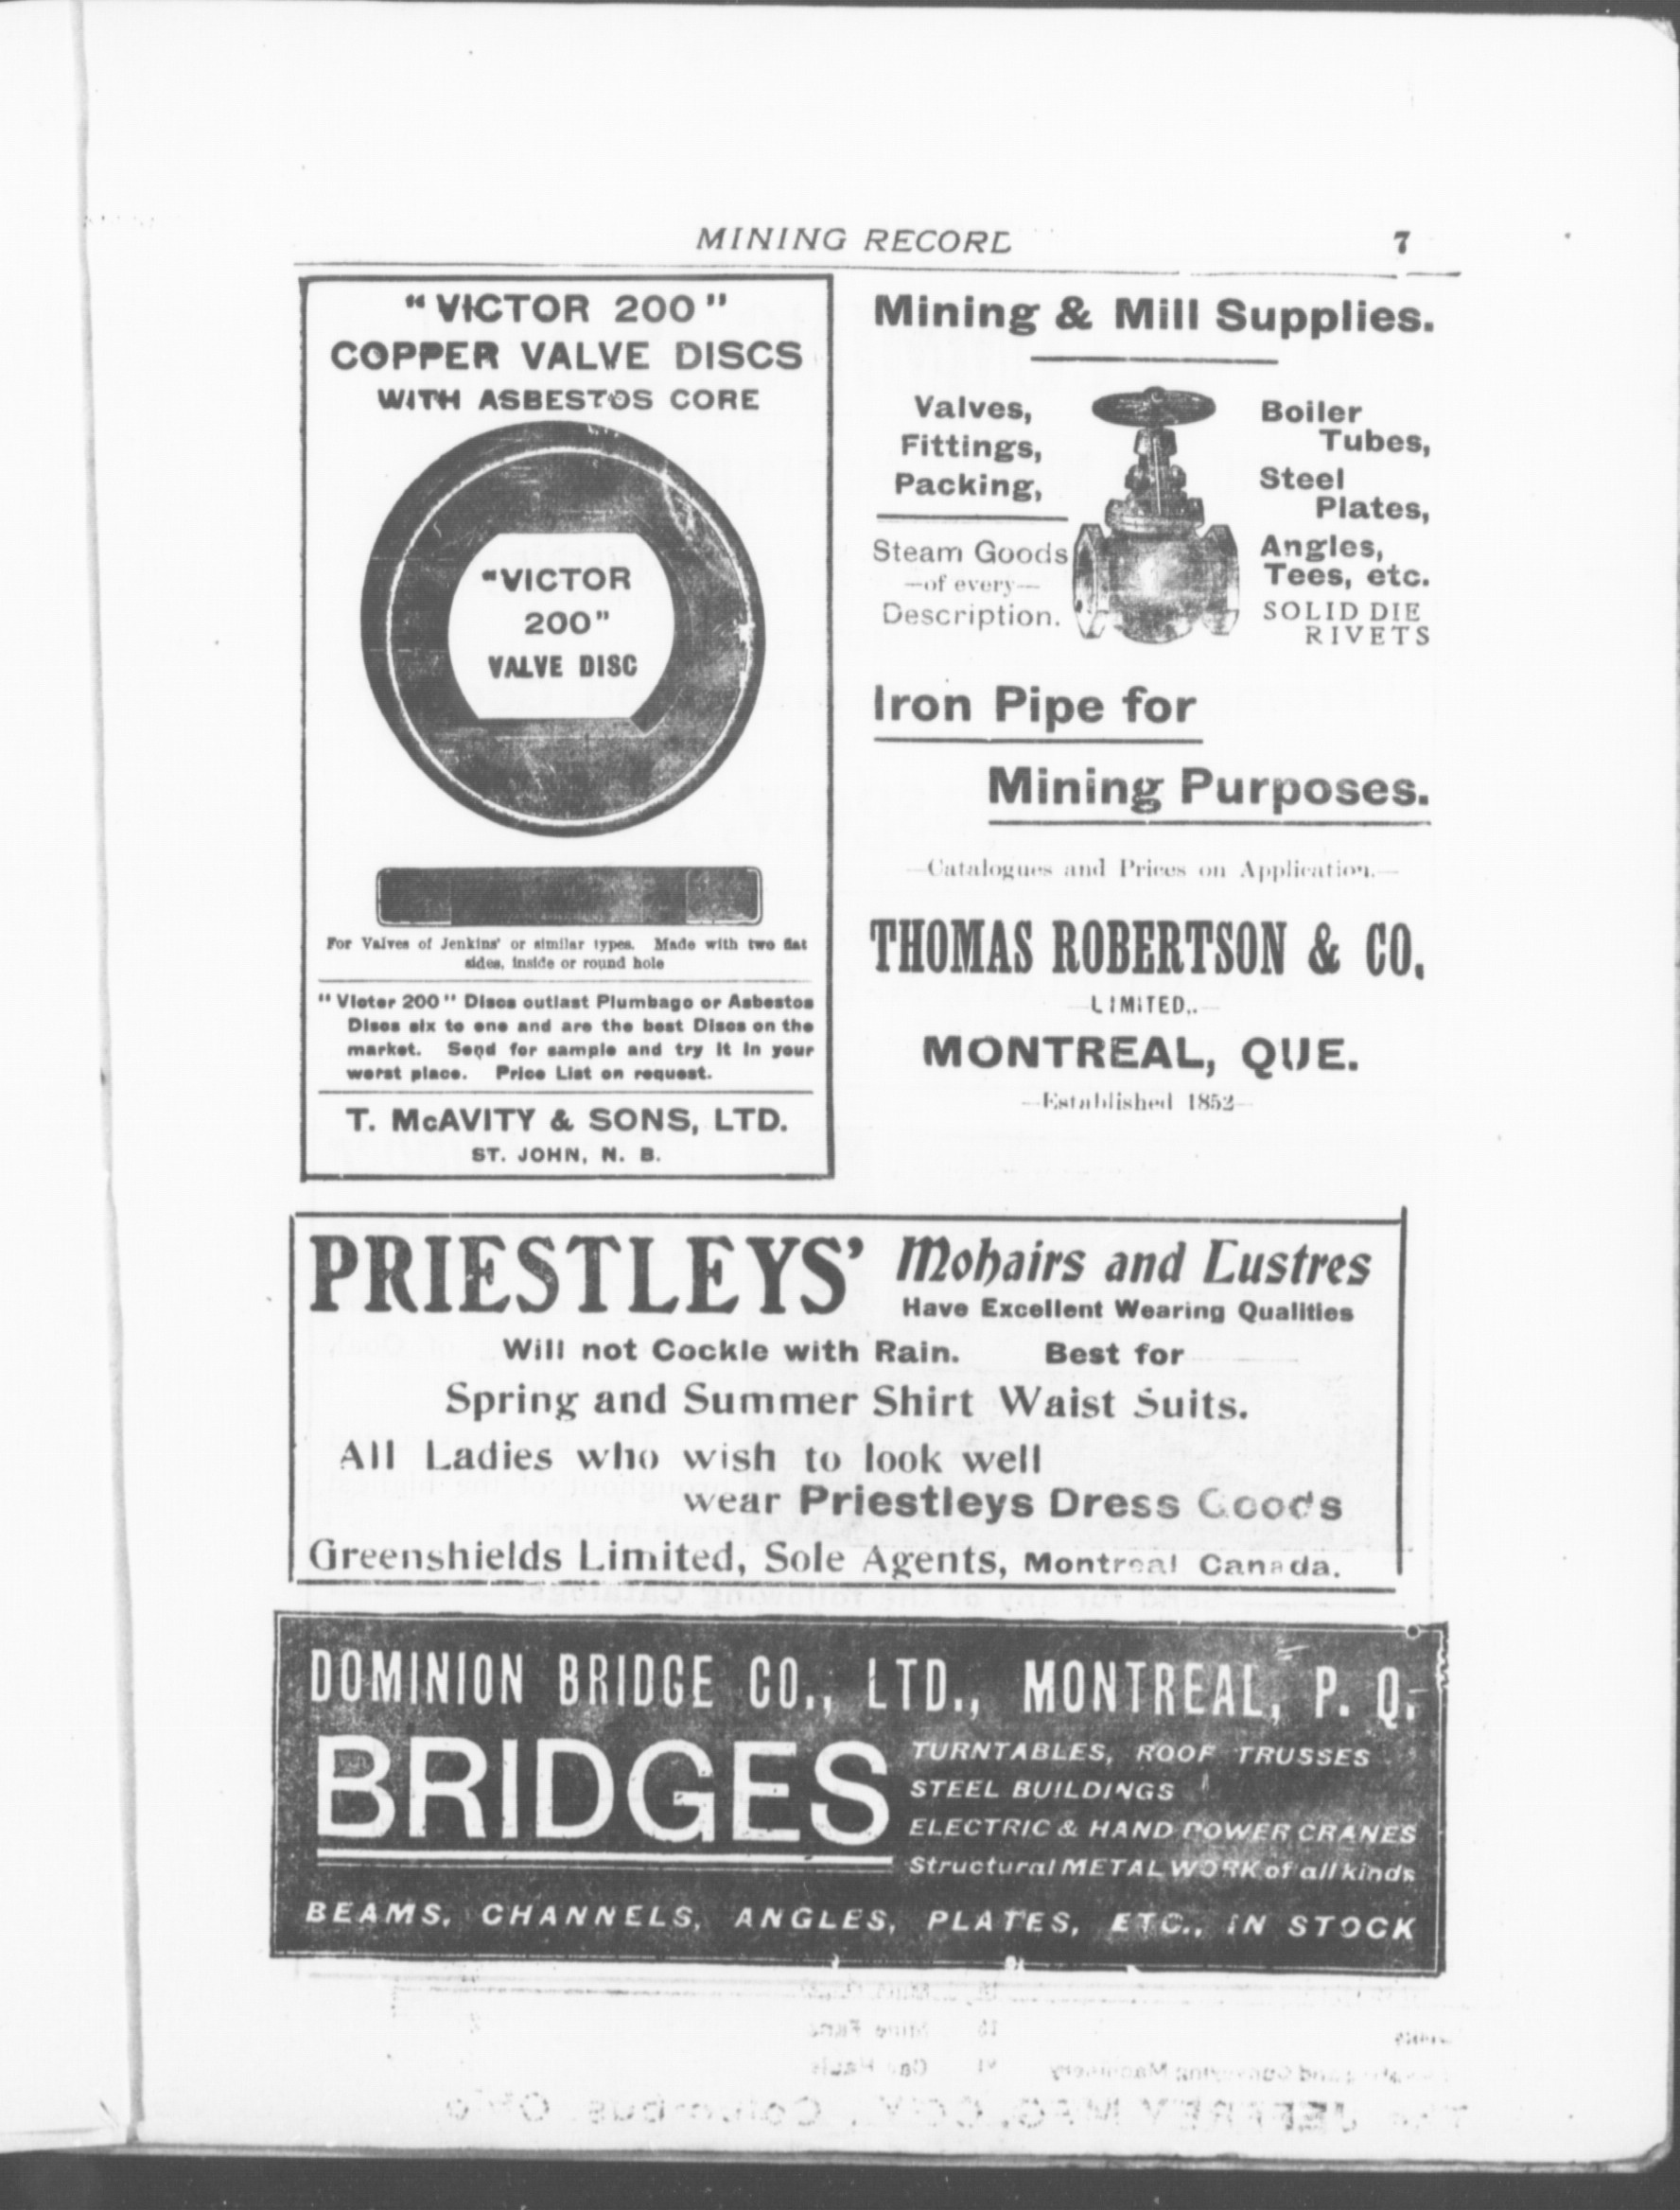 MINING RECORD 7
"VICTOR 200"
COPPER VALVE DISCS
WITH ASBESTOS CORE
"VICTOR
200"
VALVE DISC
For Valves of Jenkins' or similar types. Made with two flat
sides, inside or round hole
"Victor 200" Discs outlast Plumbago or Asbestos
Discs six to one and are the best Discs on the
market. Send for sample and try it in your
worst place. Price List on request.
T. McAVITY & SONS, LTD.
ST. JOHN, N. B.
Mining & Mill Supplies.
Valves,
Fittings,
Packing,
Steam Goods
—of every—
Description.
Boiler
Tubes,
Steel
Plates,
Angles,
Tees, etc.
SOLID DIE
RIVETS
Iron Pipe for
Mining Purposes.
—Catalogues and Prices on Application.—
THOMAS ROBERTSON & CO.
—LIMITED,.—
MONTREAL, QUE.
—Established 1852—
PRIESTLEYS' Mohairs and Lustres
Have Excellent Wearing Qualities
Will not Cockle with Rain. Best for
Spring and Summer Shirt Waist Suits.
All Ladies who wish to look well
wear Priestleys Dress Goods
Greenshields Limited, Sole Agents, Montreal Canada.
DOMINION BRIDGE CO., LTD., MONTREAL, P. Q.
BRIDGES
TURNTABLES, ROOF TRUSSES
STEEL BUILDINGS
ELECTRIC & HAND POWER CRANES
Structural METAL WORK of all kinds
BEAMS, CHANNELS, ANGLES, PLATES, ETC., IN STOCK